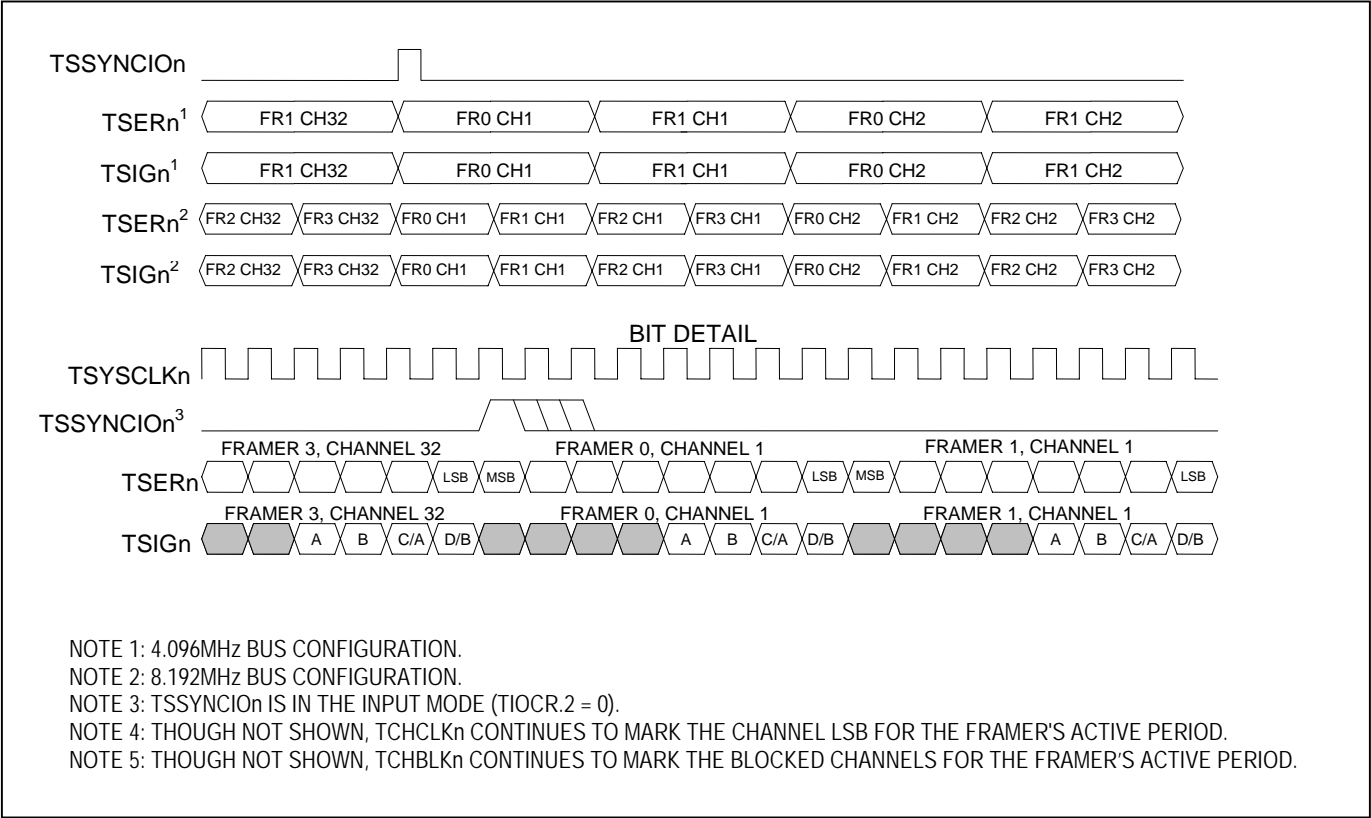 TSSYNCIOn
TSERn1 FR1 CH32 FR0 CH1 FR1 CH1 FR0 CH2 FR1 CH2
TSIGn1 FR1 CH32 FR0 CH1 FR1 CH1 FR0 CH2 FR1 CH2
TSERn2 FR2 CH32 FR3 CH32 FR0 CH1 FR1 CH1 FR2 CH1 FR3 CH1 FR0 CH2 FR1 CH2 FR2 CH2 FR3 CH2
TSIGn2 FR2 CH32 FR3 CH32 FR0 CH1 FR1 CH1 FR2 CH1 FR3 CH1 FR0 CH2 FR1 CH2 FR2 CH2 FR3 CH2
BIT DETAIL
TSYSCLKn
TSSYNCIOn3
FRAMER 3, CHANNEL 32 FRAMER 0, CHANNEL 1 FRAMER 1, CHANNEL 1
TSERn LSB MSB LSB MSB LSB
FRAMER 3, CHANNEL 32 FRAMER 0, CHANNEL 1 FRAMER 1, CHANNEL 1
TSIGn A B C/A D/B A B C/A D/B A B C/A D/B
NOTE 1: 4.096MHz BUS CONFIGURATION.
NOTE 2: 8.192MHz BUS CONFIGURATION.
NOTE 3: TSSYNCIOn IS IN THE INPUT MODE (TIOCR.2 = 0).
NOTE 4: THOUGH NOT SHOWN, TCHCLKn CONTINUES TO MARK THE CHANNEL LSB FOR THE FRAMER'S ACTIVE PERIOD.
NOTE 5: THOUGH NOT SHOWN, TCHBLKn CONTINUES TO MARK THE BLOCKED CHANNELS FOR THE FRAMER’S ACTIVE PERIOD.